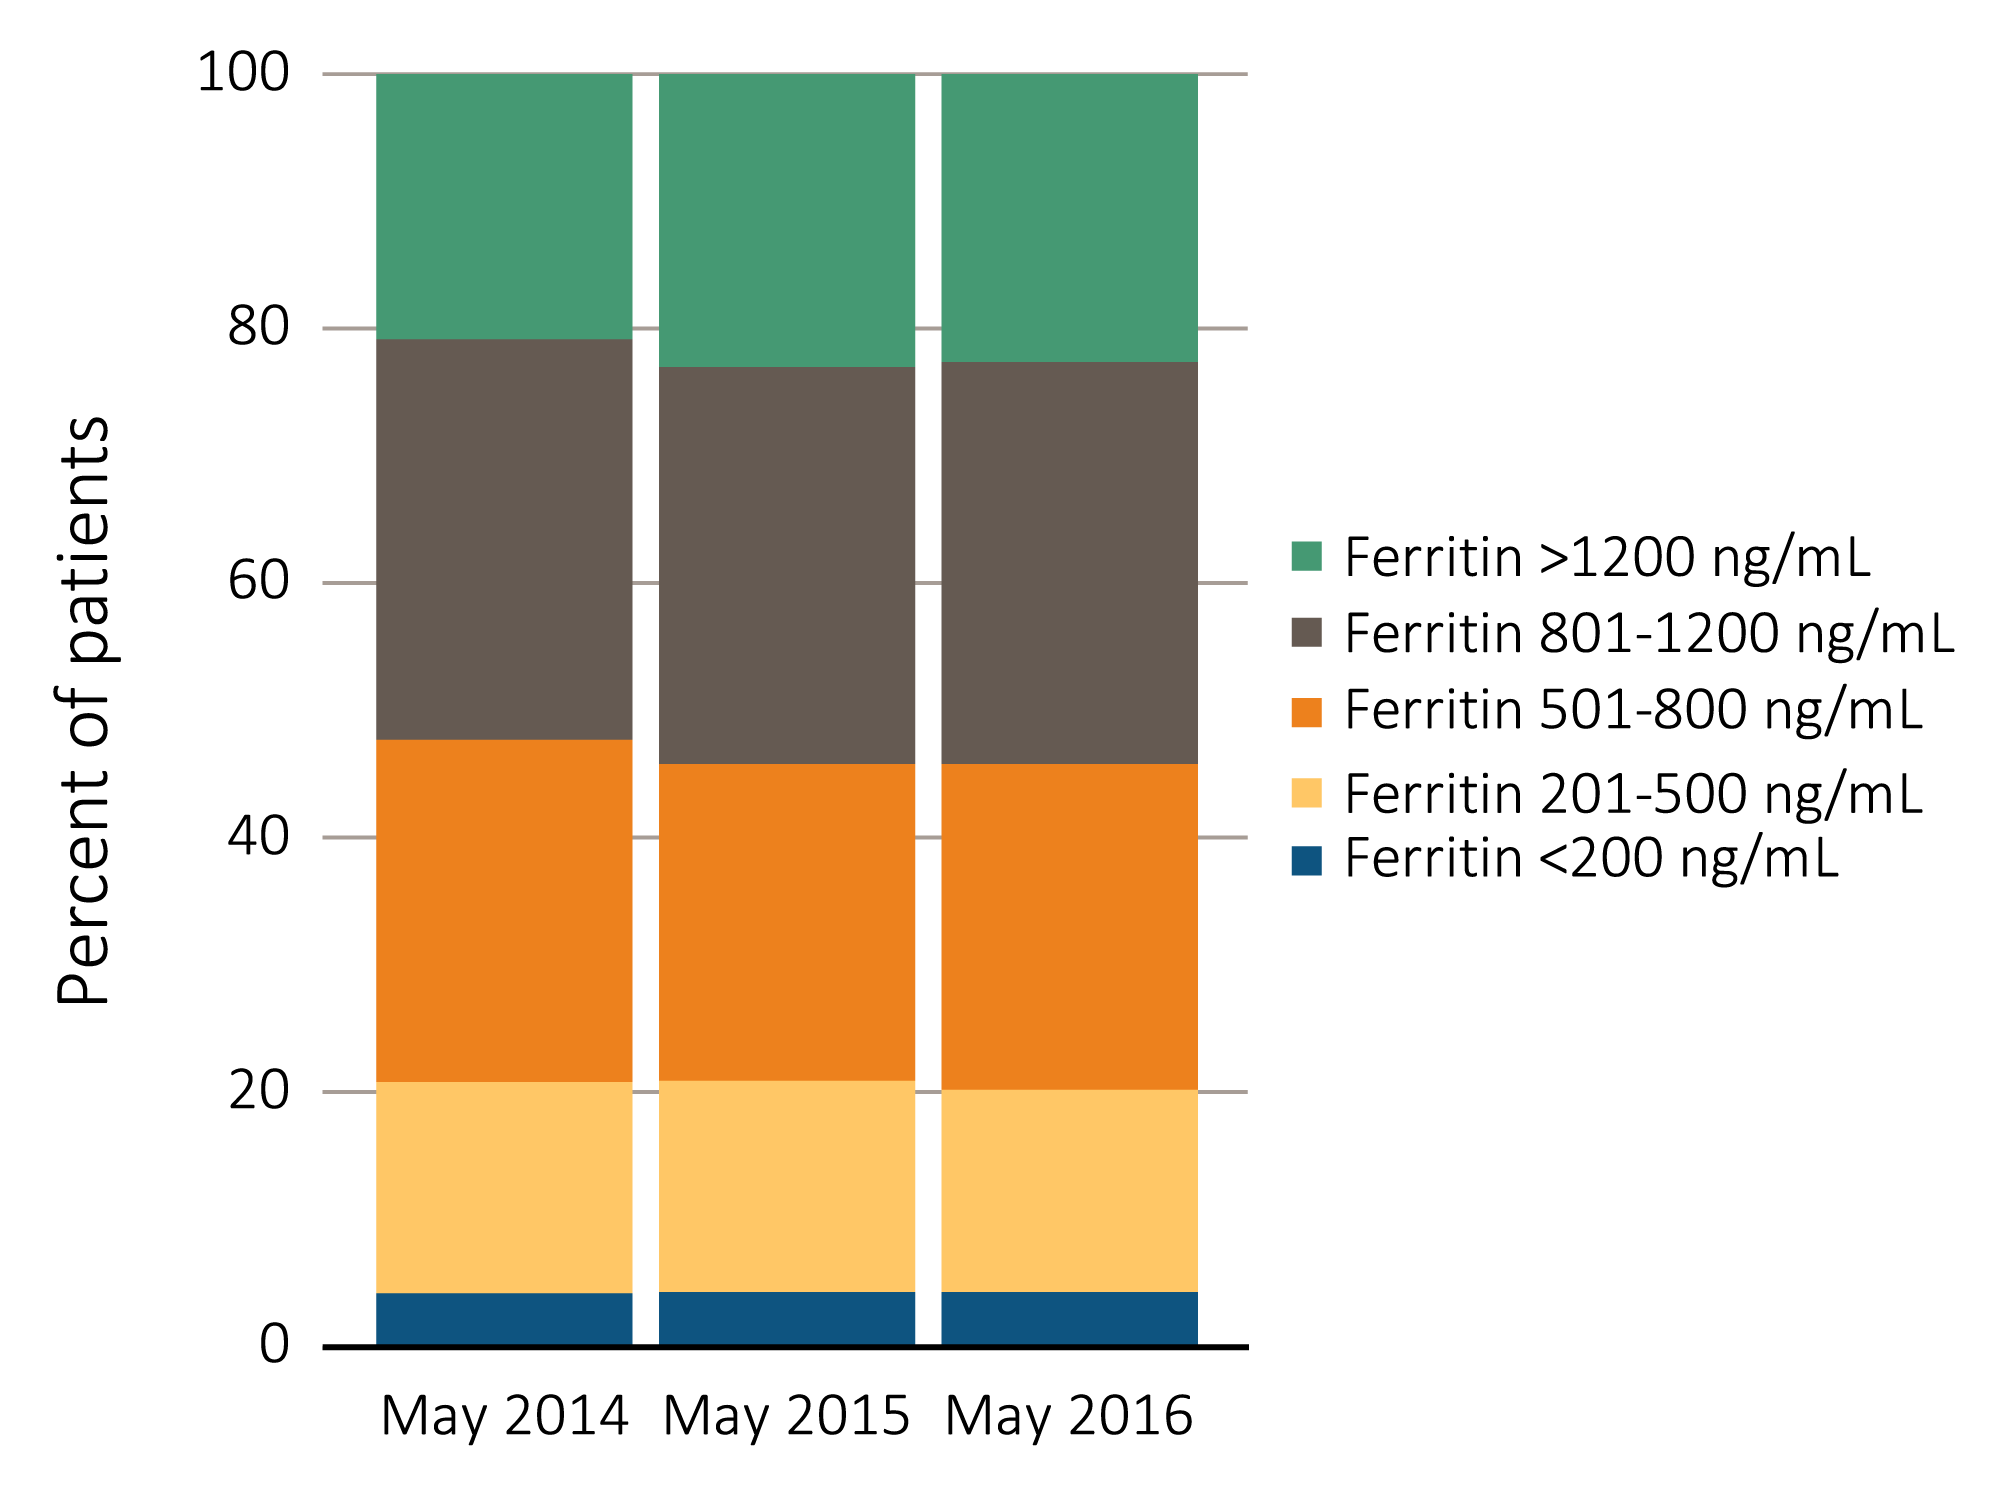 Percent of patients
100
80
60
40
20
0
May 2014
May 2015
May 2016
Ferritin >1200 ng/mL
Ferritin 801-1200 ng/mL
Ferritin 501-800 ng/mL
Ferritin 201-500 ng/mL
Ferritin <200 ng/mL